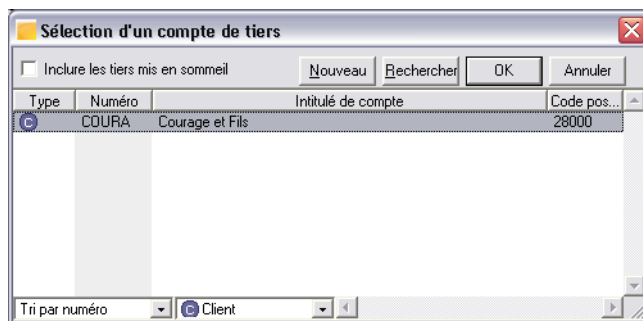 Sélection d'un compte de tiers
Inclure les tiers mis en sommeil Nouveau Rechercher OK Annuler
Type Numéro Intitulé de compte Code pos...
C COURA Courage et Fils 28000
Tri par numéro C Client